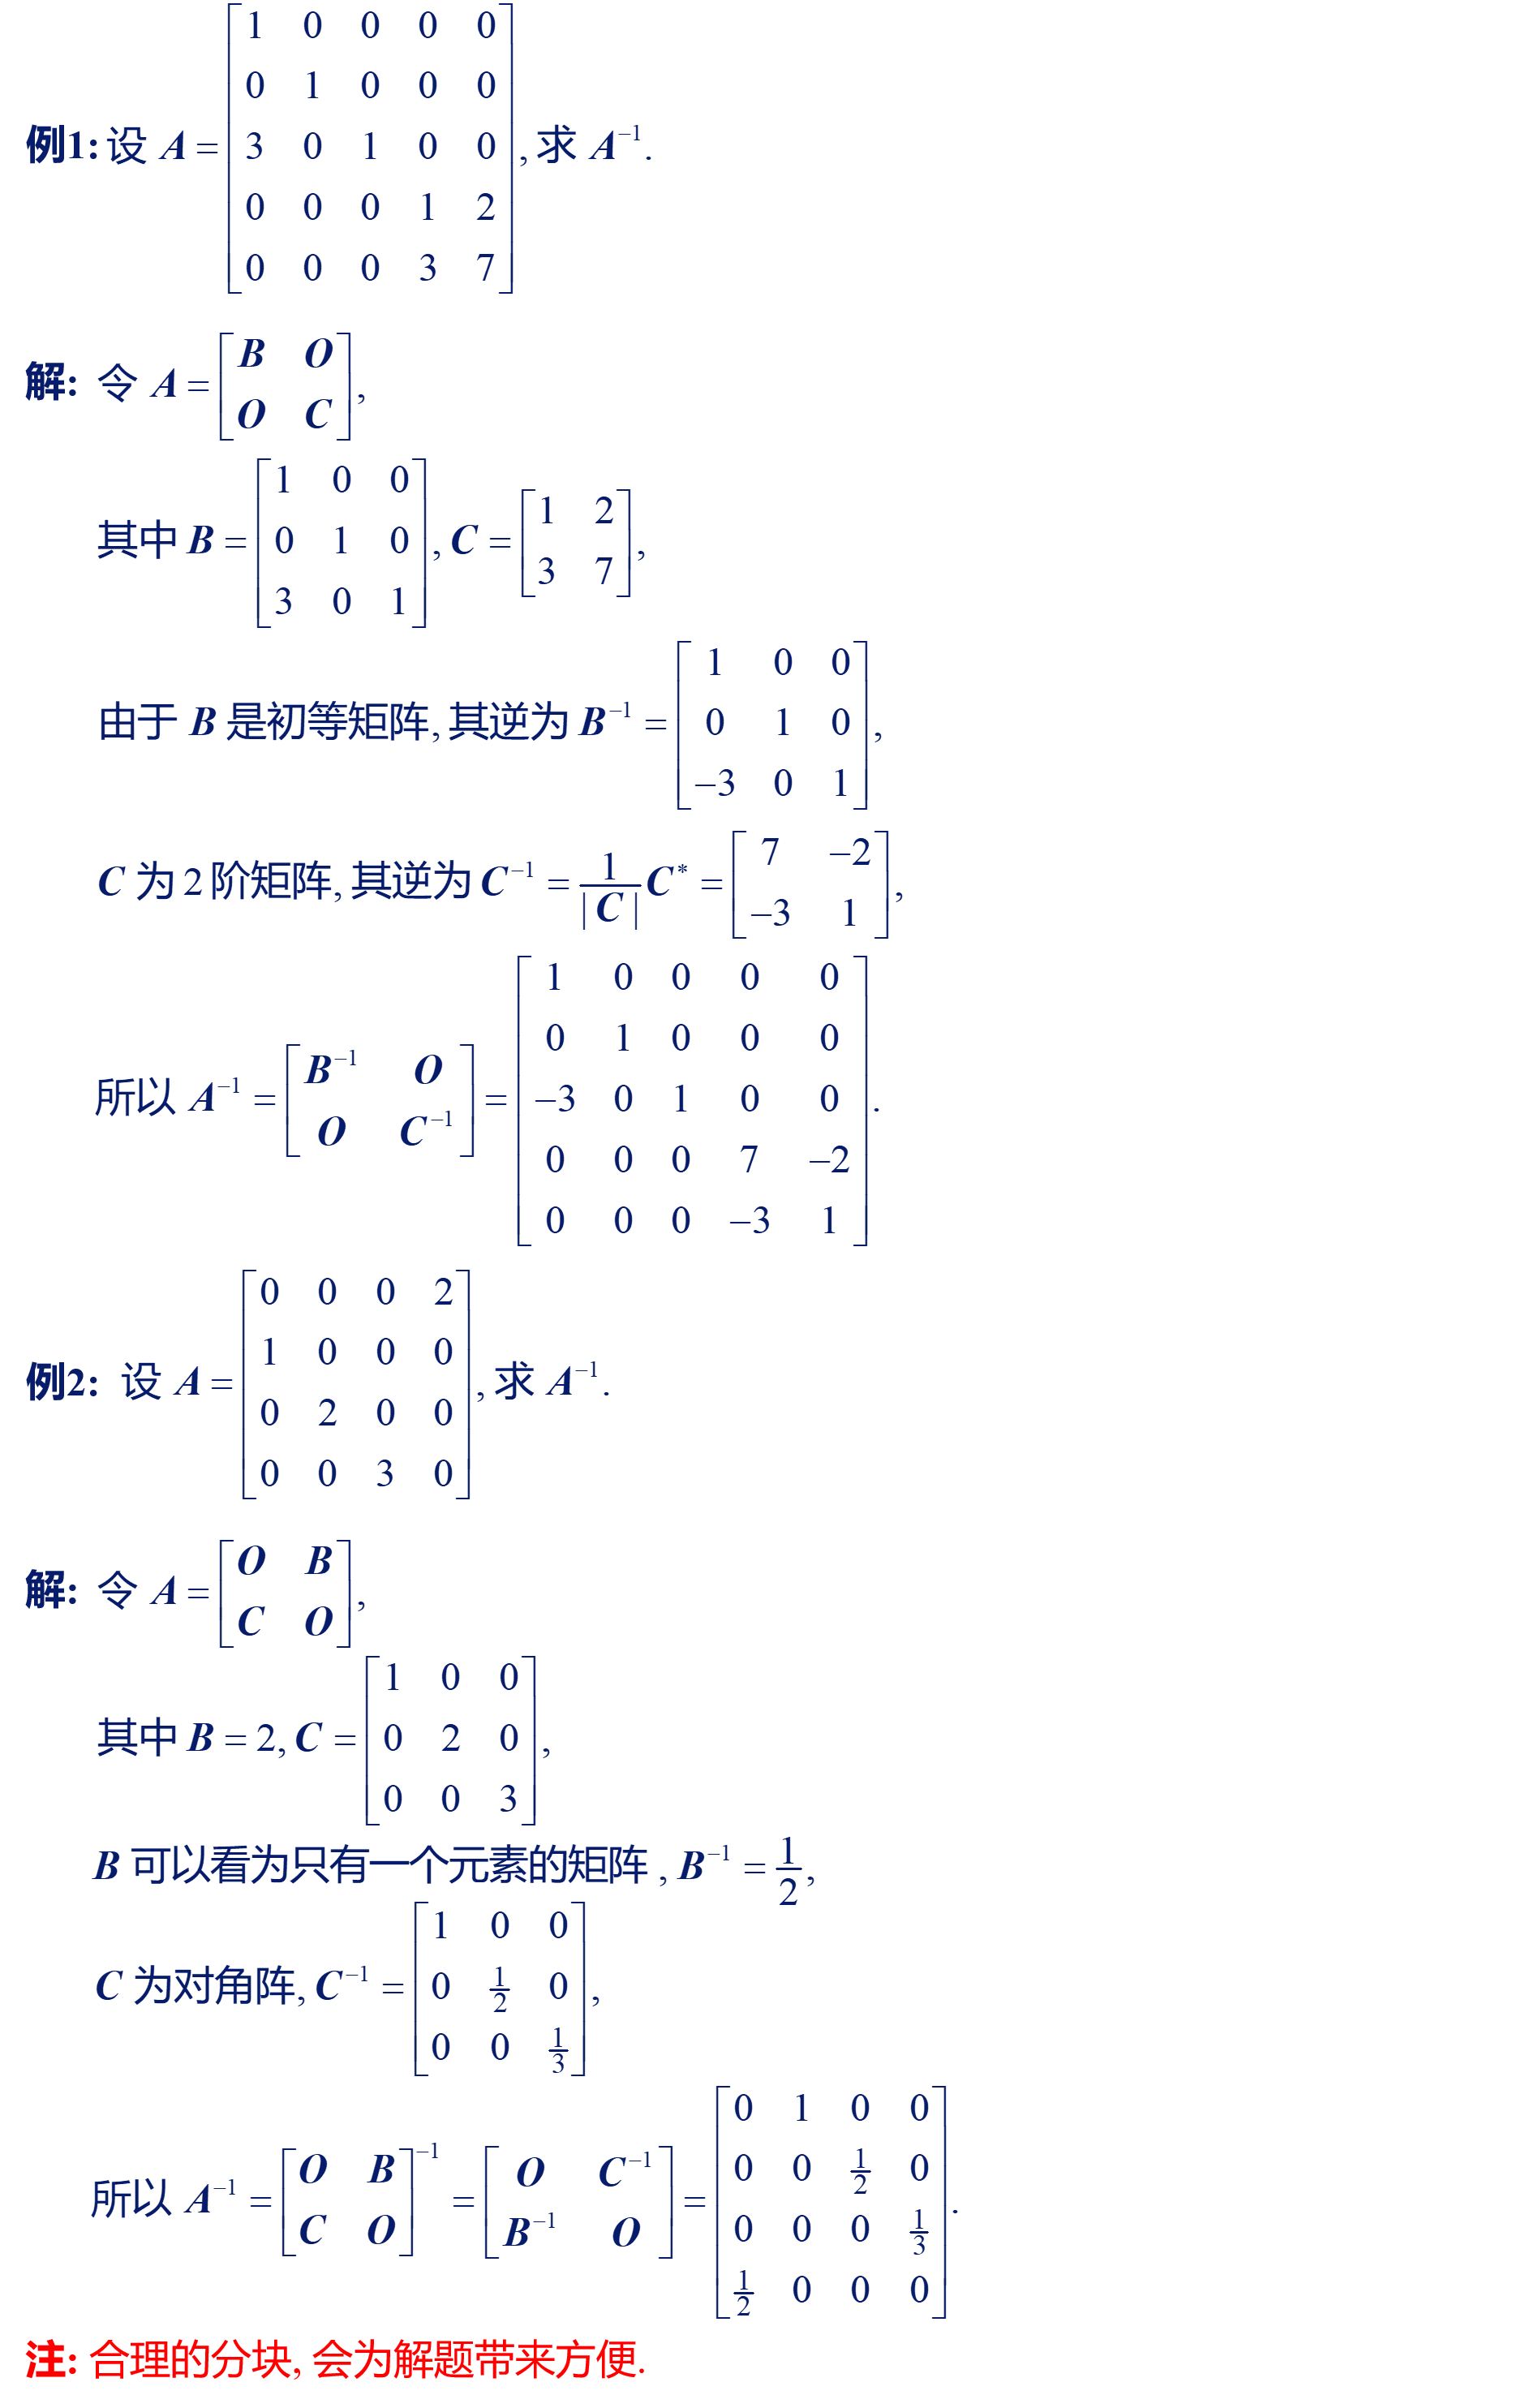 例1: 设 A = [1 0 0 0 0; 0 1 0 0 0; 3 0 1 0 0; 0 0 0 1 2; 0 0 0 3 7], 求 A⁻¹.
解: 令 A = [B O; O C],
其中 B = [1 0 0; 0 1 0; 3 0 1], C = [1 2; 3 7],
由于 B 是初等矩阵, 其逆为 B⁻¹ = [1 0 0; 0 1 0; −3 0 1],
C 为 2 阶矩阵, 其逆为 C⁻¹ = 1/|C| C* = [7 −2; −3 1],
所以 A⁻¹ = [B⁻¹ O; O C⁻¹] = [1 0 0 0 0; 0 1 0 0 0; −3 0 1 0 0; 0 0 0 7 −2; 0 0 0 −3 1].
例2: 设 A = [0 0 0 2; 1 0 0 0; 0 2 0 0; 0 0 3 0], 求 A⁻¹.
解: 令 A = [O B; C O],
其中 B = 2, C = [1 0 0; 0 2 0; 0 0 3],
B 可以看为只有一个元素的矩阵 , B⁻¹ = 1/2,
C 为对角阵, C⁻¹ = [1 0 0; 0 1/2 0; 0 0 1/3],
所以 A⁻¹ = [O B; C O]⁻¹ = [O C⁻¹; B⁻¹ O] = [0 1 0 0; 0 0 1/2 0; 0 0 0 1/3; 1/2 0 0 0].
注: 合理的分块, 会为解题带来方便.